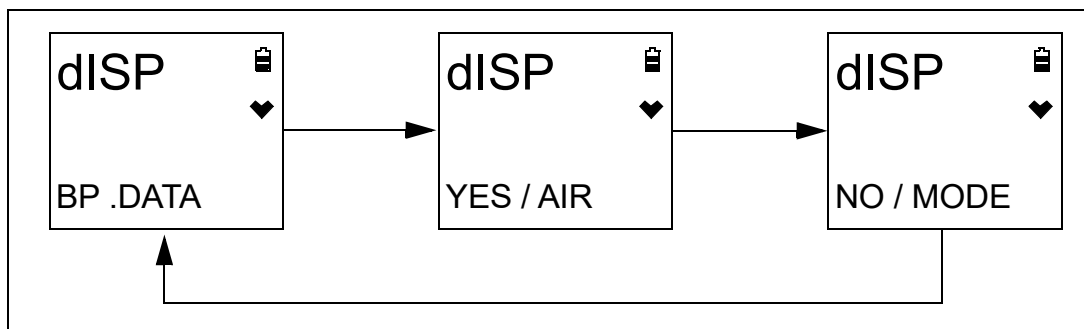 dISP
BP .DATA
dISP
YES / AIR
dISP
NO / MODE